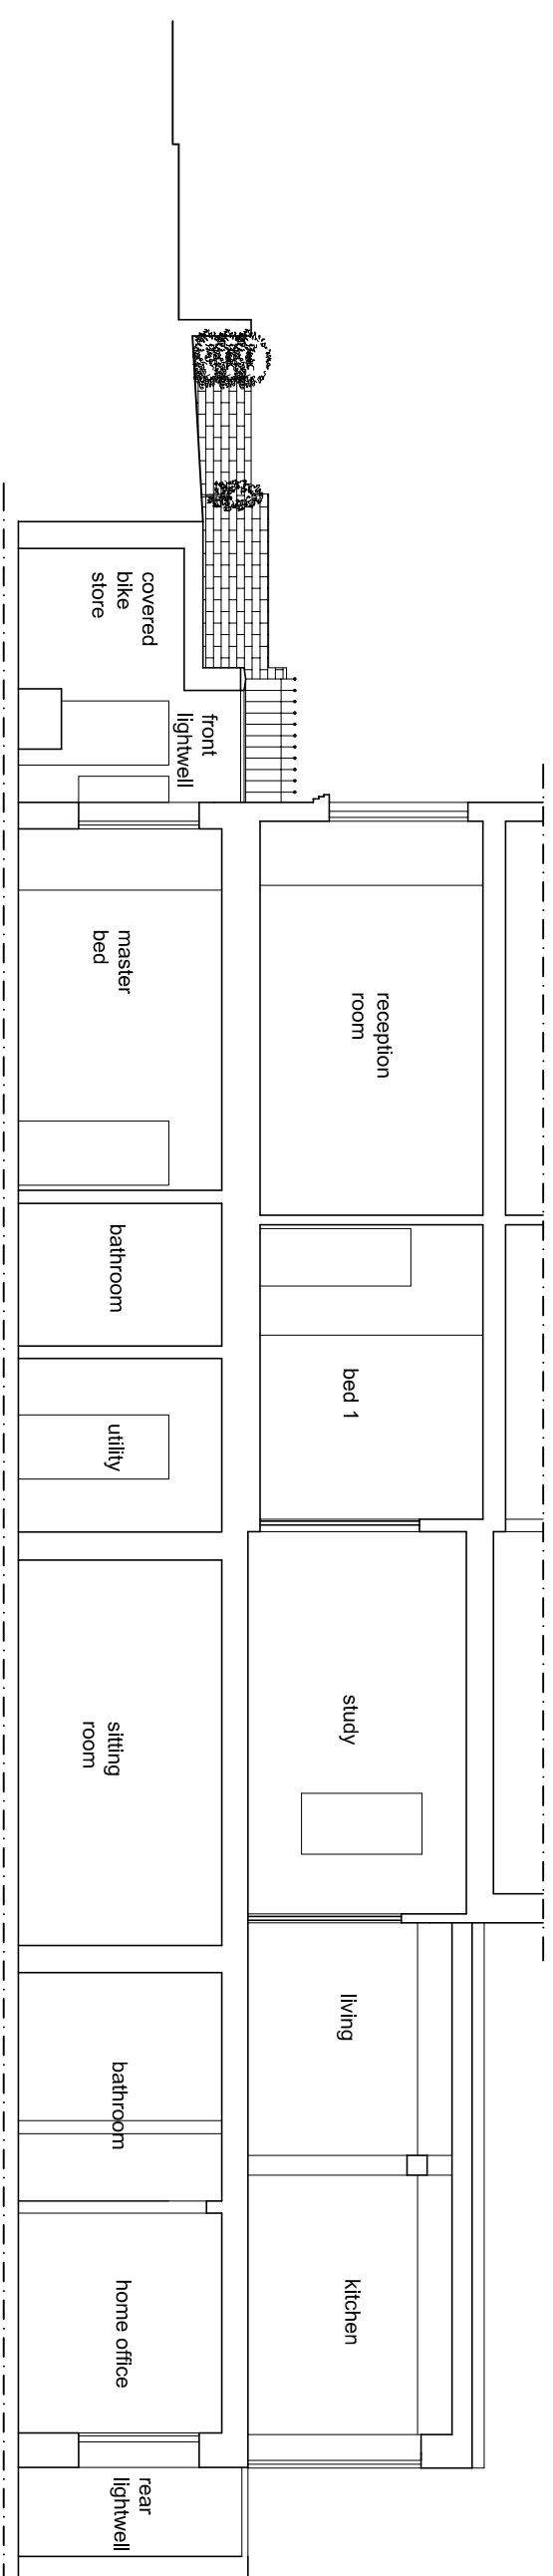 covered
bike
store
front
lightwell
reception
room
master
bed
bathroom
bed 1
utility
study
sitting
room
living
bathroom
kitchen
home office
rear
lightwell